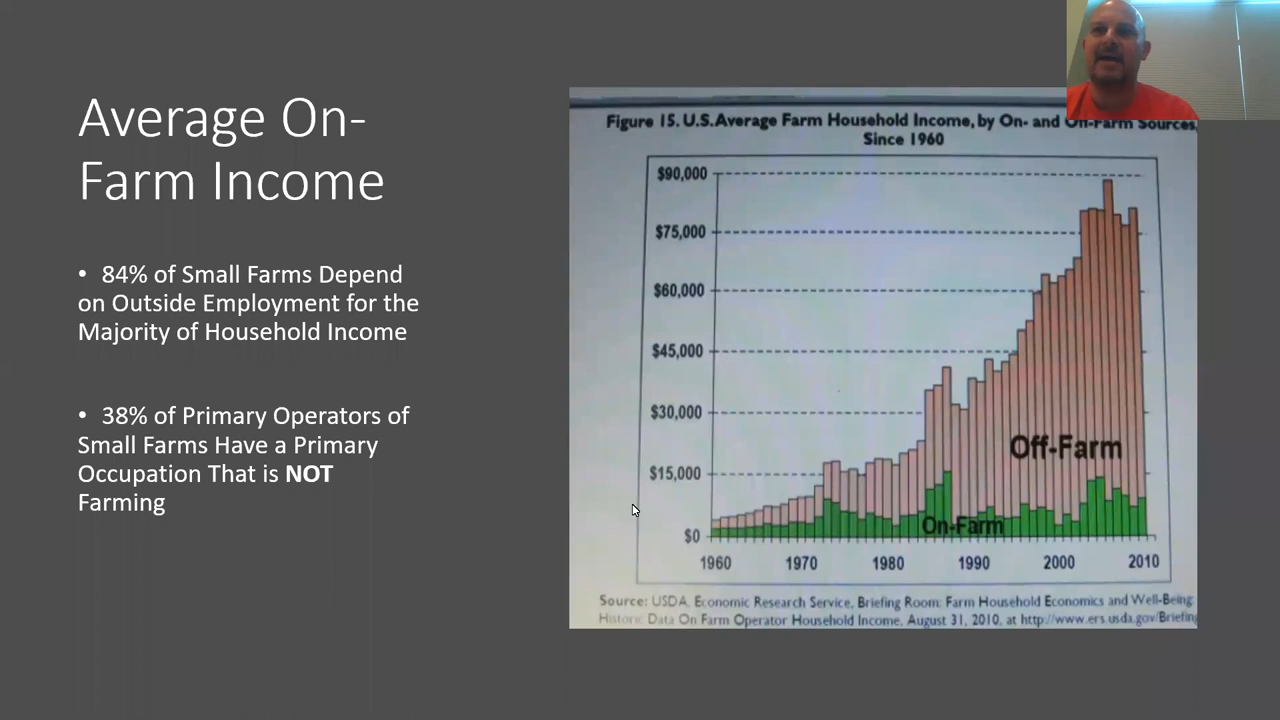 Average On-
Farm Income
• 84% of Small Farms Depend
on Outside Employment for the
Majority of Household Income
• 38% of Primary Operators of
Small Farms Have a Primary
Occupation That is NOT
Farming
Figure 15. U.S. Average Farm Household Income, by On- and Off-Farm Sources,
Since 1960
$90,000
$75,000
$60,000
$45,000
$30,000
$15,000
$0
Off-Farm
On-Farm
1960 1970 1980 1990 2000 2010
Source: USDA, Economic Research Service, Briefing Room: Farm Household Economics and Well-Being:
Historic Data On Farm Operator Household Income, August 31, 2010, at http://www.ers.usda.gov/Briefing